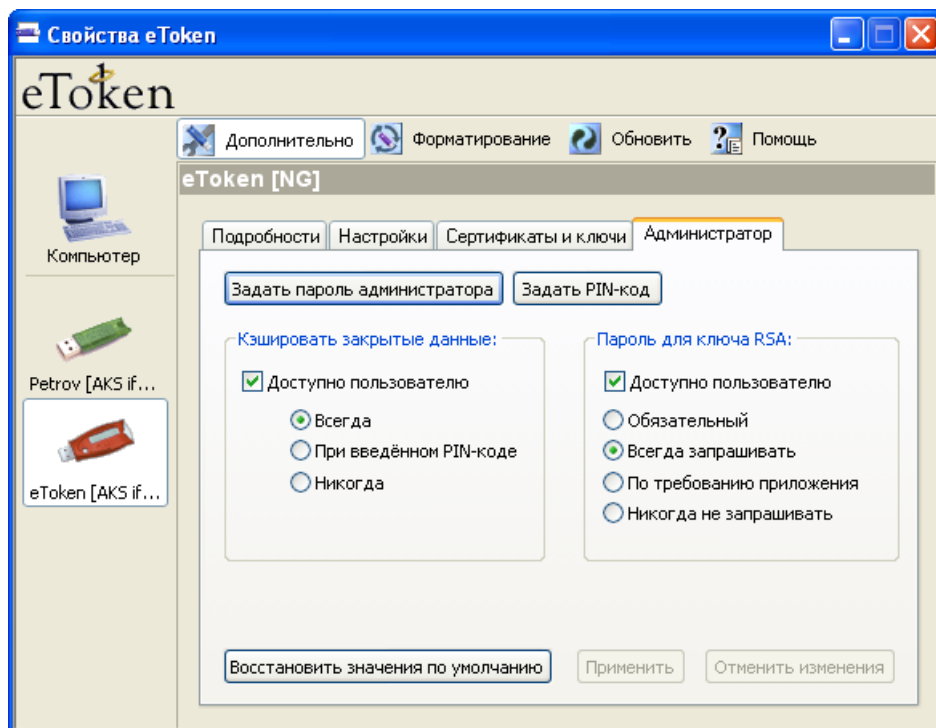 Свойства eToken
eToken
Дополнительно Форматирование Обновить Помощь
eToken [NG]
Компьютер
Petrov [AKS if...
eToken [AKS if...
Подробности Настройки Сертификаты и ключи Администратор
Задать пароль администратора Задать PIN-код
Кэшировать закрытые данные:
Доступно пользователю
Всегда
При введённом PIN-коде
Никогда
Пароль для ключа RSA:
Доступно пользователю
Обязательный
Всегда запрашивать
По требованию приложения
Никогда не запрашивать
Восстановить значения по умолчанию Применить Отменить изменения